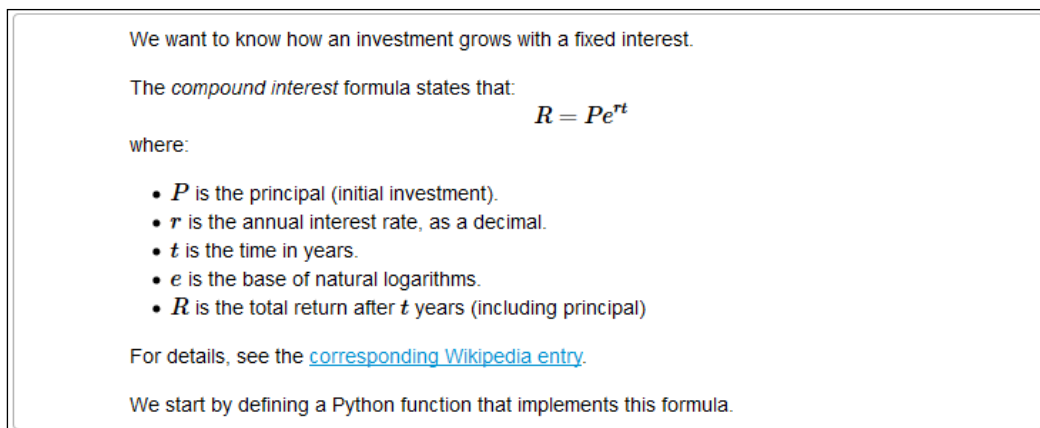 We want to know how an investment grows with a fixed interest.
The compound interest formula states that:
R = Pe^{rt}
where:
• P is the principal (initial investment).
• r is the annual interest rate, as a decimal.
• t is the time in years.
• e is the base of natural logarithms.
• R is the total return after t years (including principal)
For details, see the corresponding Wikipedia entry.
We start by defining a Python function that implements this formula.